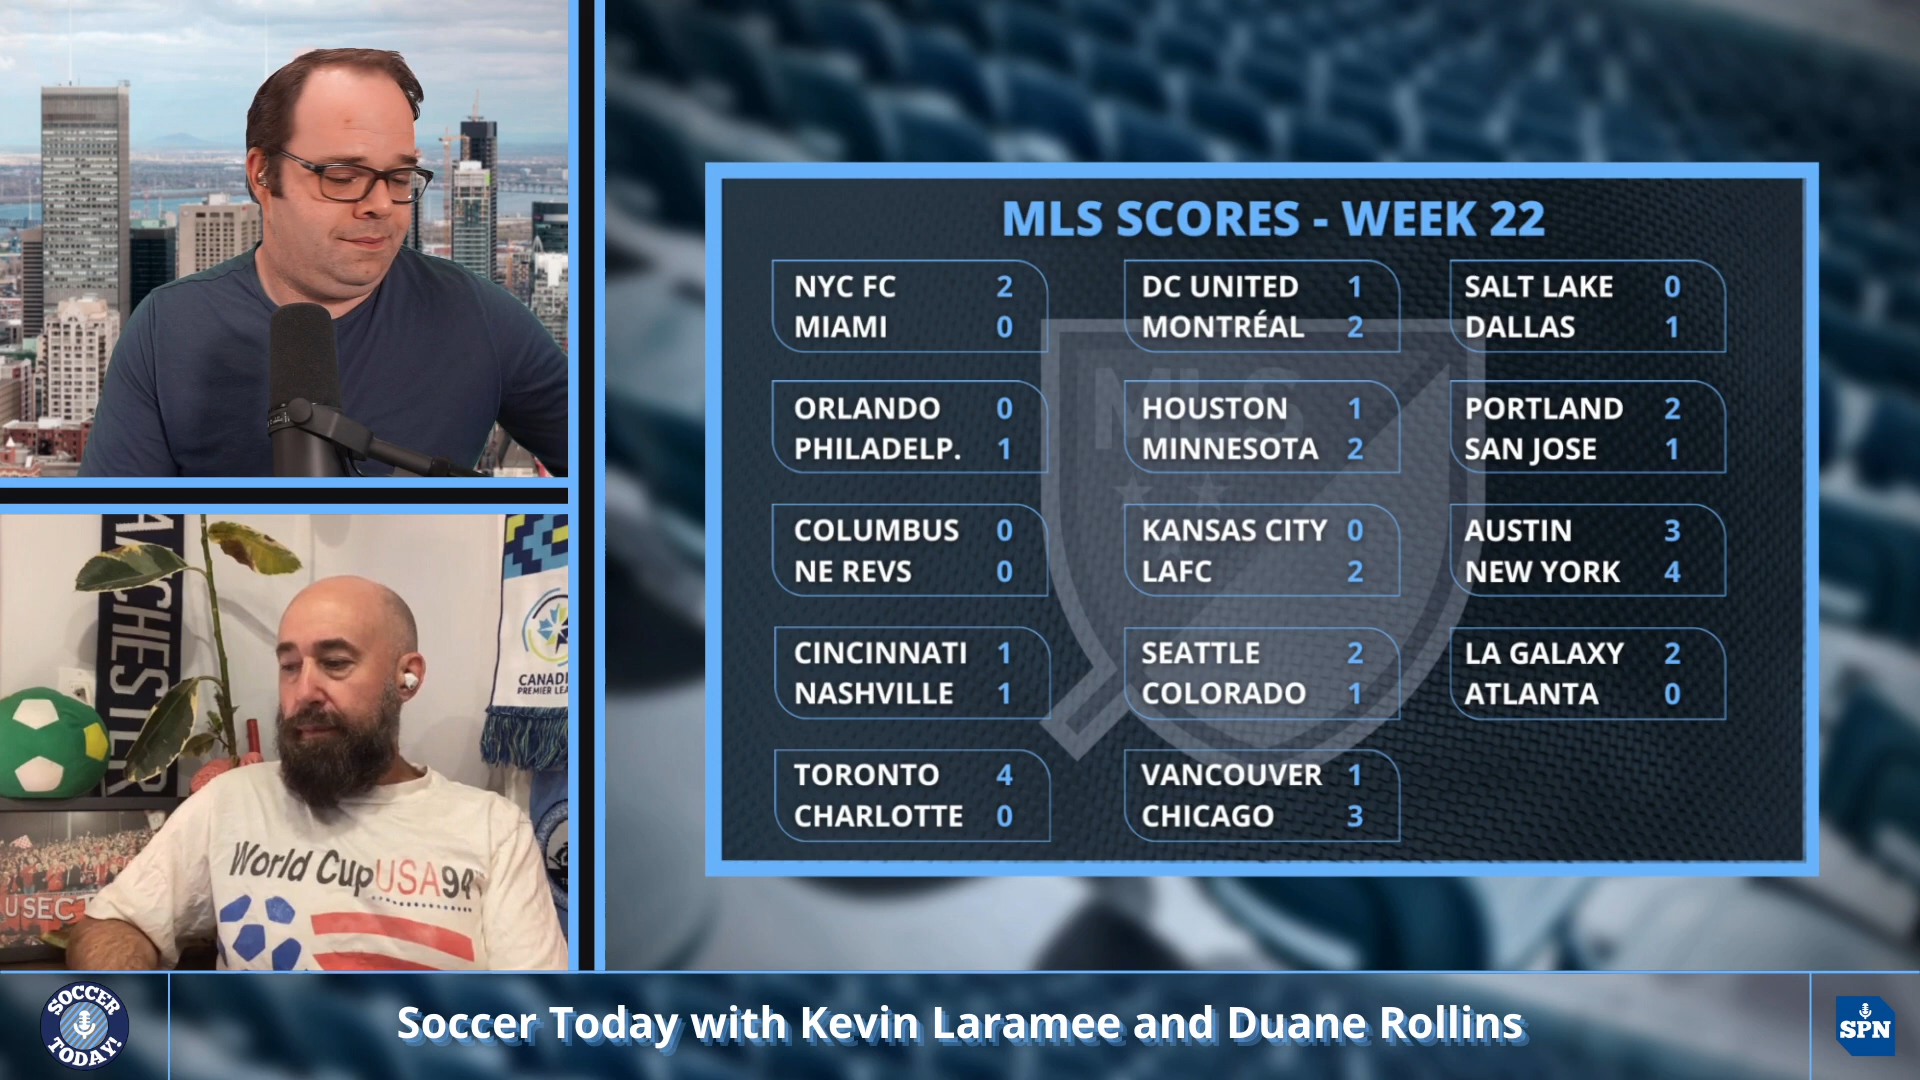 MLS SCORES - WEEK 22
NYC FC 2
MIAMI 0
DC UNITED 1
MONTRÉAL 2
SALT LAKE 0
DALLAS 1
ORLANDO 0
PHILADELP. 1
HOUSTON 1
MINNESOTA 2
PORTLAND 2
SAN JOSE 1
COLUMBUS 0
NE REVS 0
KANSAS CITY 0
LAFC 2
AUSTIN 3
NEW YORK 4
CINCINNATI 1
NASHVILLE 1
SEATTLE 2
COLORADO 1
LA GALAXY 2
ATLANTA 0
TORONTO 4
CHARLOTTE 0
VANCOUVER 1
CHICAGO 3
MLS
World Cup USA94
SOCCER
TODAY!
Soccer Today with Kevin Laramee and Duane Rollins
SPN